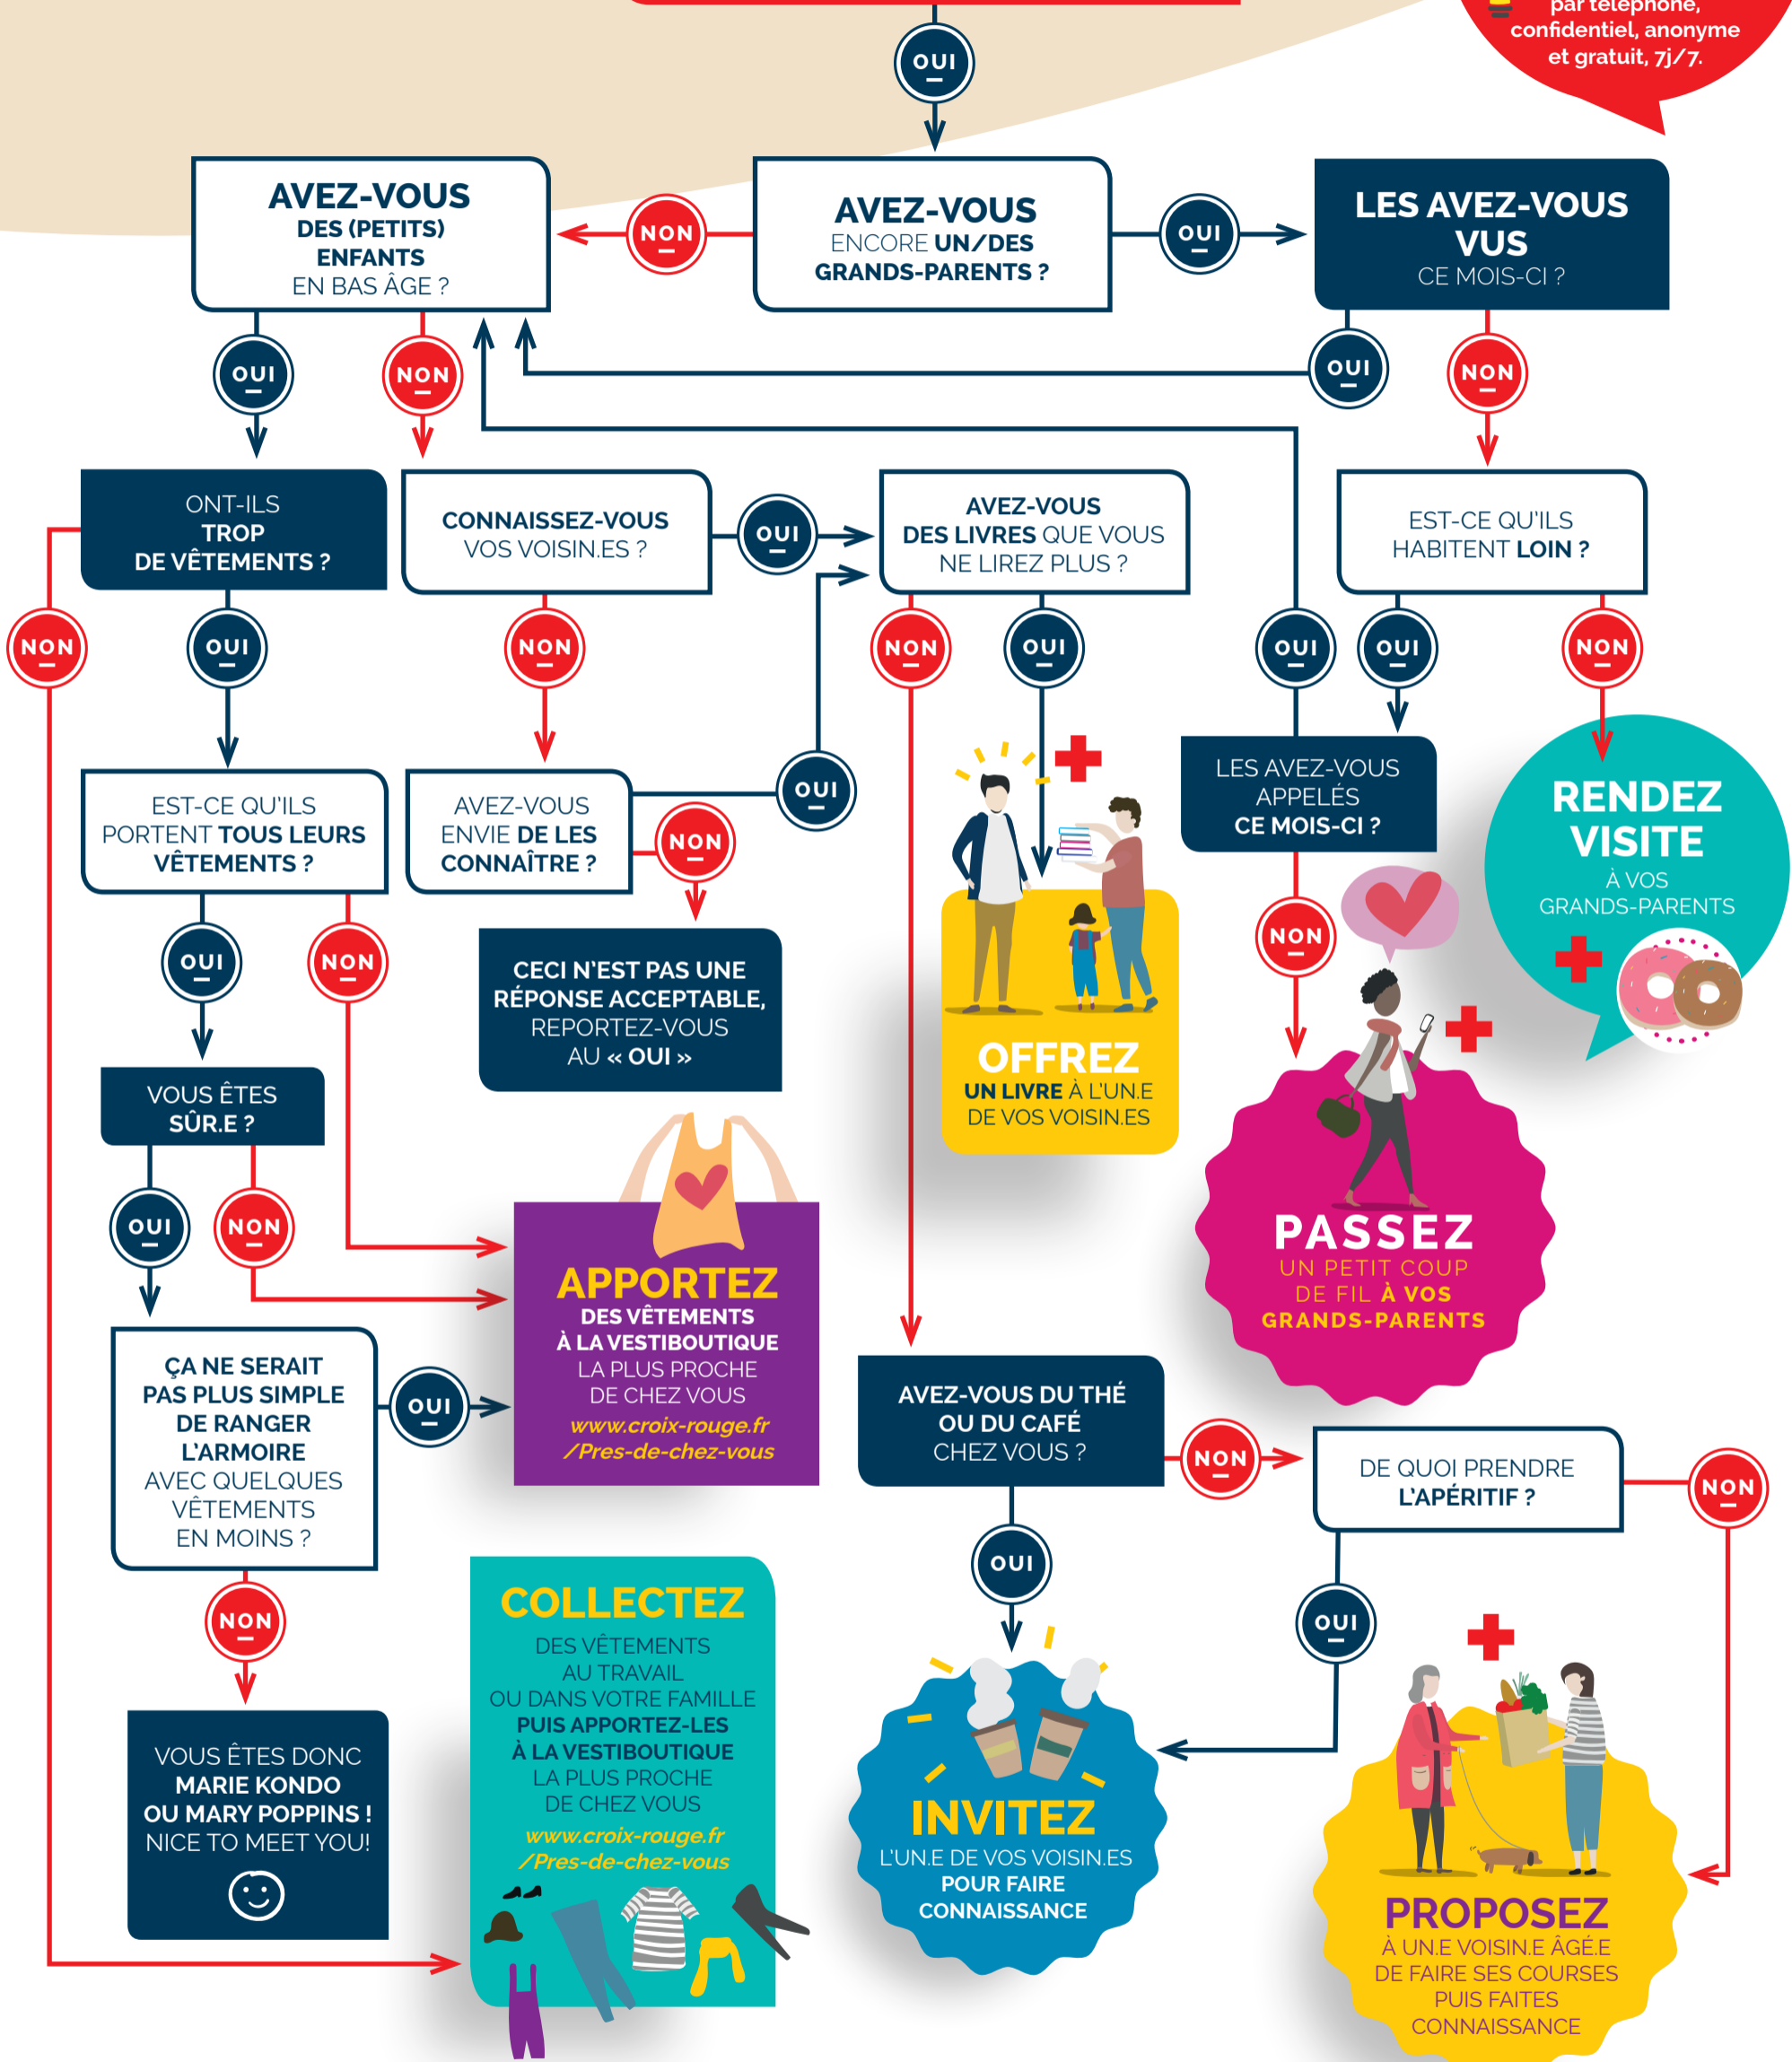 par téléphone,
confidentiel, anonyme
et gratuit, 7j/7.
OUI
AVEZ-VOUS
DES (PETITS)
ENFANTS
EN BAS ÂGE ?
NON
AVEZ-VOUS
ENCORE UN/DES
GRANDS-PARENTS ?
OUI
LES AVEZ-VOUS
VUS
CE MOIS-CI ?
OUI
NON
OUI
NON
ONT-ILS
TROP
DE VÊTEMENTS ?
CONNAISSEZ-VOUS
VOS VOISIN.ES ?
OUI
AVEZ-VOUS
DES LIVRES QUE VOUS
NE LIREZ PLUS ?
EST-CE QU'ILS
HABITENT LOIN ?
NON
OUI
NON
NON
OUI
OUI
OUI
NON
EST-CE QU'ILS
PORTENT TOUS LEURS
VÊTEMENTS ?
AVEZ-VOUS
ENVIE DE LES
CONNAÎTRE ?
OUI
NON
LES AVEZ-VOUS
APPELÉS
CE MOIS-CI ?
RENDEZ
VISITE
À VOS
GRANDS-PARENTS
OUI
NON
CECI N'EST PAS UNE
RÉPONSE ACCEPTABLE,
REPORTEZ-VOUS
AU « OUI »
NON
OFFREZ
UN LIVRE À L'UN.E
DE VOS VOISIN.ES
VOUS ÊTES
SÛR.E ?
OUI
NON
APPORTEZ
DES VÊTEMENTS
À LA VESTIBOUTIQUE
LA PLUS PROCHE
DE CHEZ VOUS
www.croix-rouge.fr
/Pres-de-chez-vous
PASSEZ
UN PETIT COUP
DE FIL À VOS
GRANDS-PARENTS
ÇA NE SERAIT
PAS PLUS SIMPLE
DE RANGER
L'ARMOIRE
AVEC QUELQUES
VÊTEMENTS
EN MOINS ?
OUI
AVEZ-VOUS DU THÉ
OU DU CAFÉ
CHEZ VOUS ?
NON
DE QUOI PRENDRE
L'APÉRITIF ?
NON
NON
OUI
OUI
COLLECTEZ
DES VÊTEMENTS
AU TRAVAIL
OU DANS VOTRE FAMILLE
PUIS APPORTEZ-LES
À LA VESTIBOUTIQUE
LA PLUS PROCHE
DE CHEZ VOUS
www.croix-rouge.fr
/Pres-de-chez-vous
VOUS ÊTES DONC
MARIE KONDO
OU MARY POPPINS !
NICE TO MEET YOU!
INVITEZ
L'UN.E DE VOS VOISIN.ES
POUR FAIRE
CONNAISSANCE
PROPOSEZ
À UN.E VOISIN.E ÂGÉ.E
DE FAIRE SES COURSES
PUIS FAITES
CONNAISSANCE